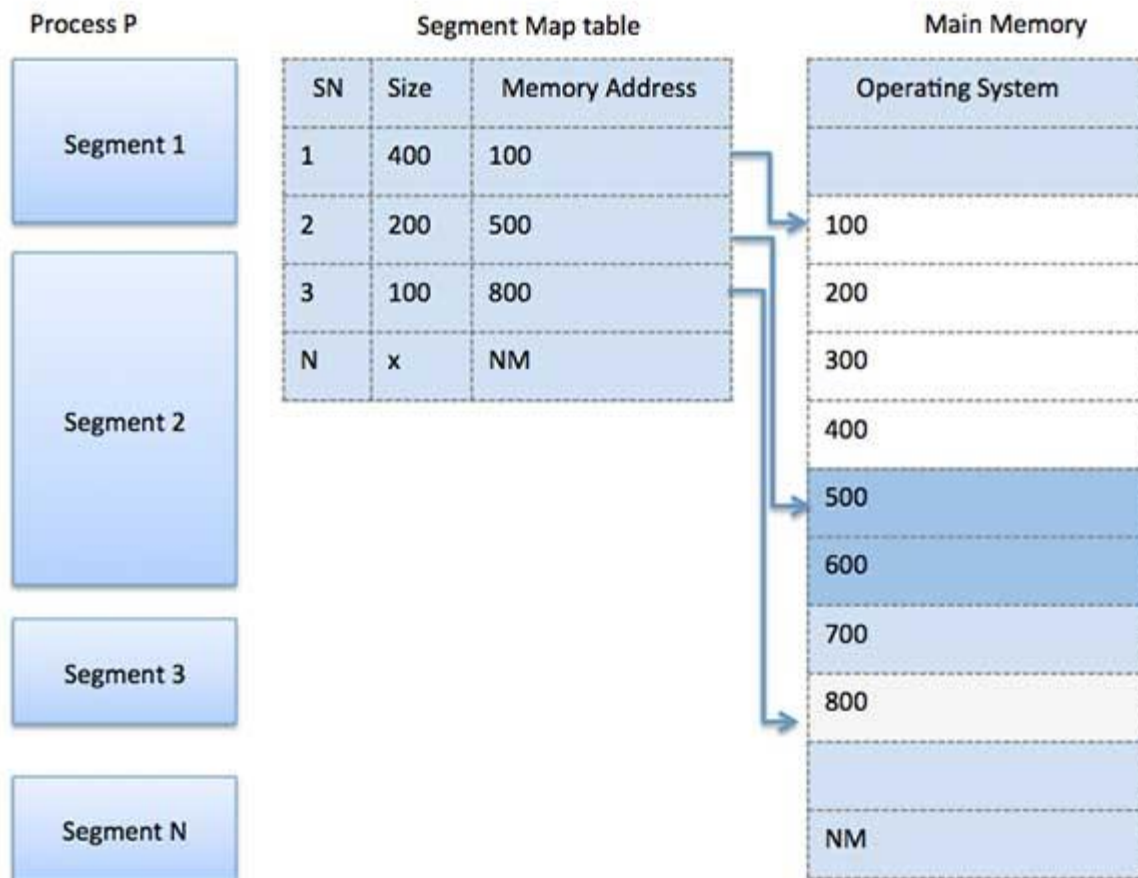 Process P
Segment 1
Segment 2
Segment 3
Segment N
Segment Map table
SN Size Memory Address
1 400 100
2 200 500
3 100 800
N x NM
Main Memory
Operating System
100
200
300
400
500
600
700
800
NM